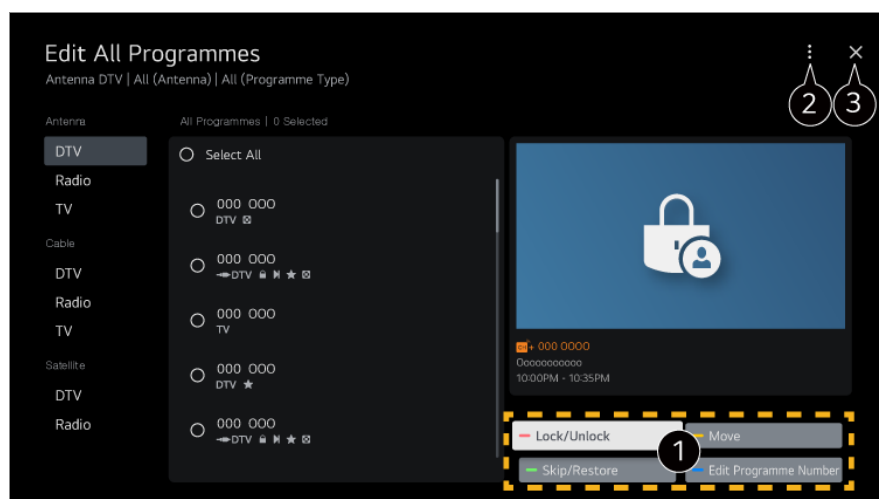 Edit All Programmes
Antenna DTV | All (Antenna) | All (Programme Type)
2
3
Antenna
All Programmes | 0 Selected
DTV
Radio
TV
Cable
DTV
Radio
TV
Satellite
DTV
Radio
Select All
000 000
DTV
000 000
DTV
000 000
TV
000 000
DTV ★
000 000
DTV
+ 000 0000
Ooooooooooo
10:00PM - 10:35PM
Lock/Unlock
Move
1
Skip/Restore
Edit Programme Number